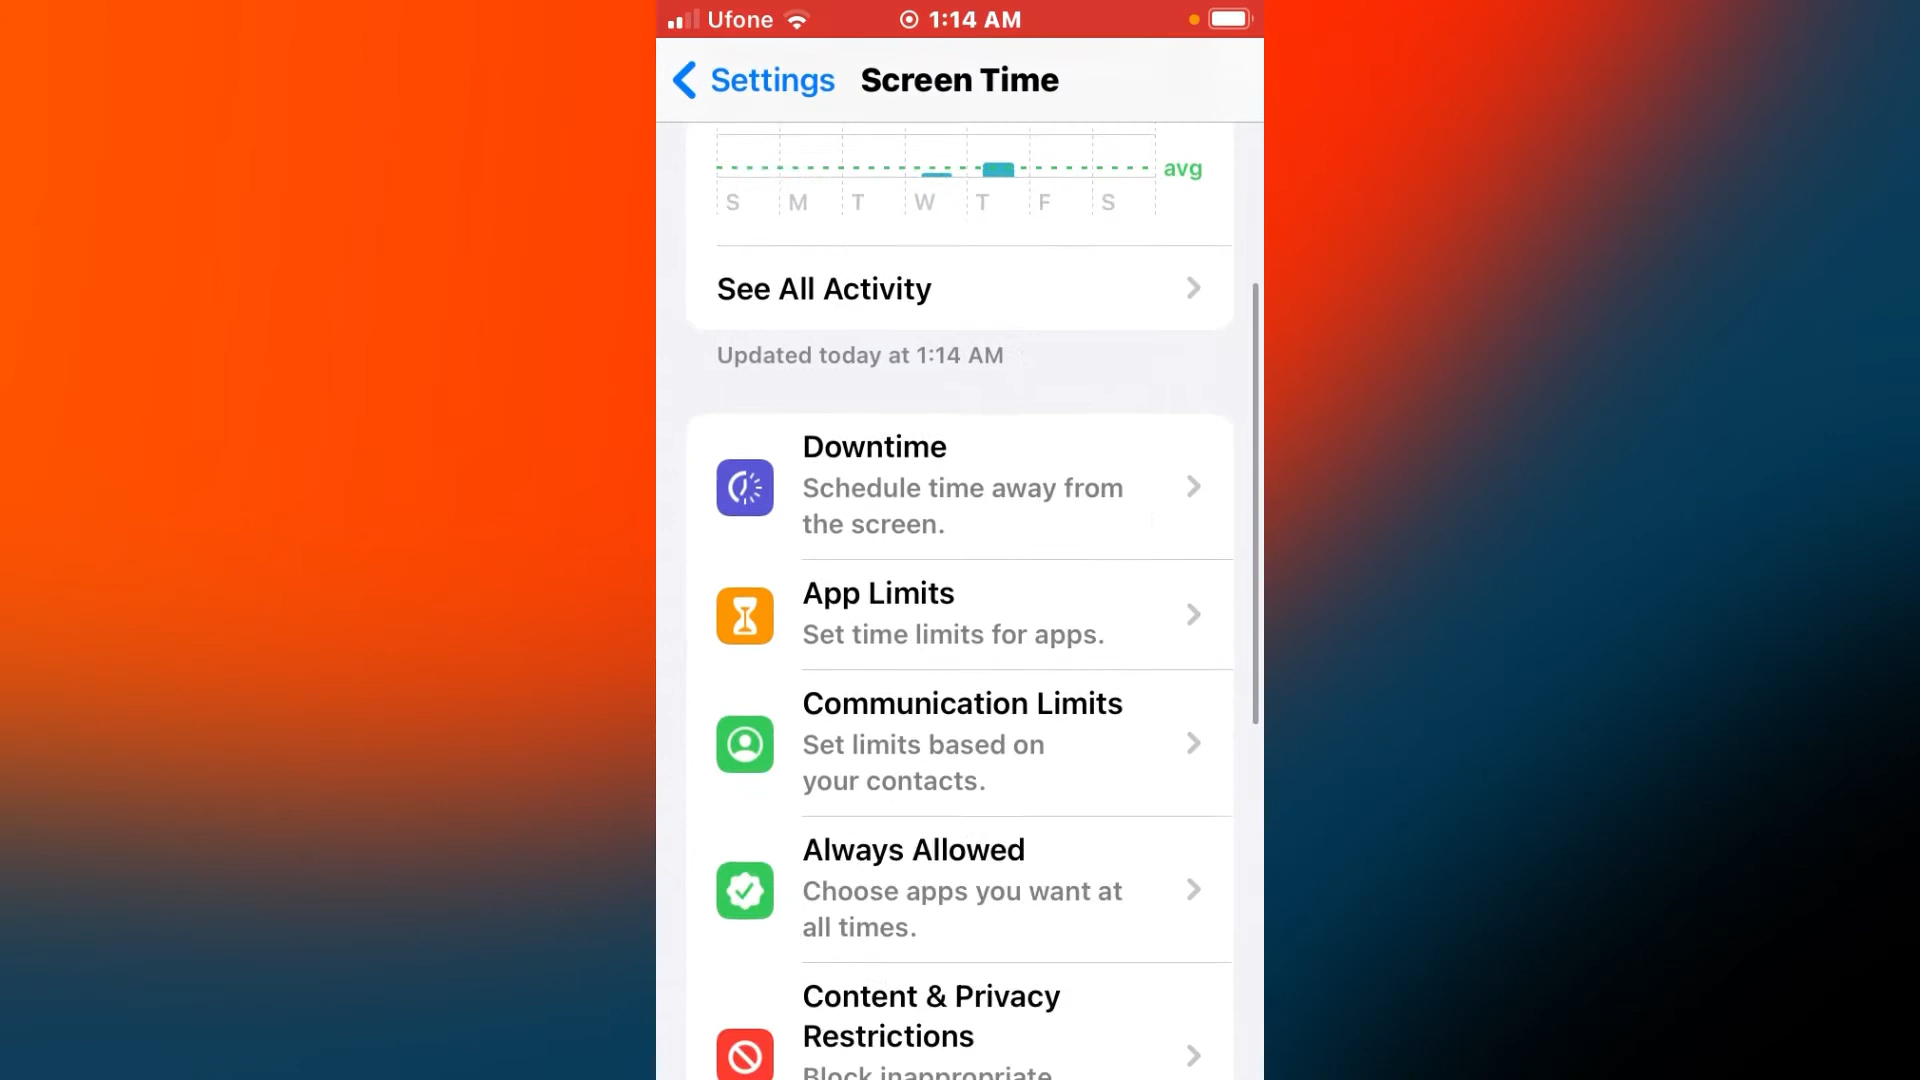 Ufone 1:14 AM
Settings Screen Time
avg
S M T W T F S
See All Activity
Updated today at 1:14 AM
Downtime
Schedule time away from
the screen.
App Limits
Set time limits for apps.
Communication Limits
Set limits based on
your contacts.
Always Allowed
Choose apps you want at
all times.
Content & Privacy
Restrictions
Block inappropriate